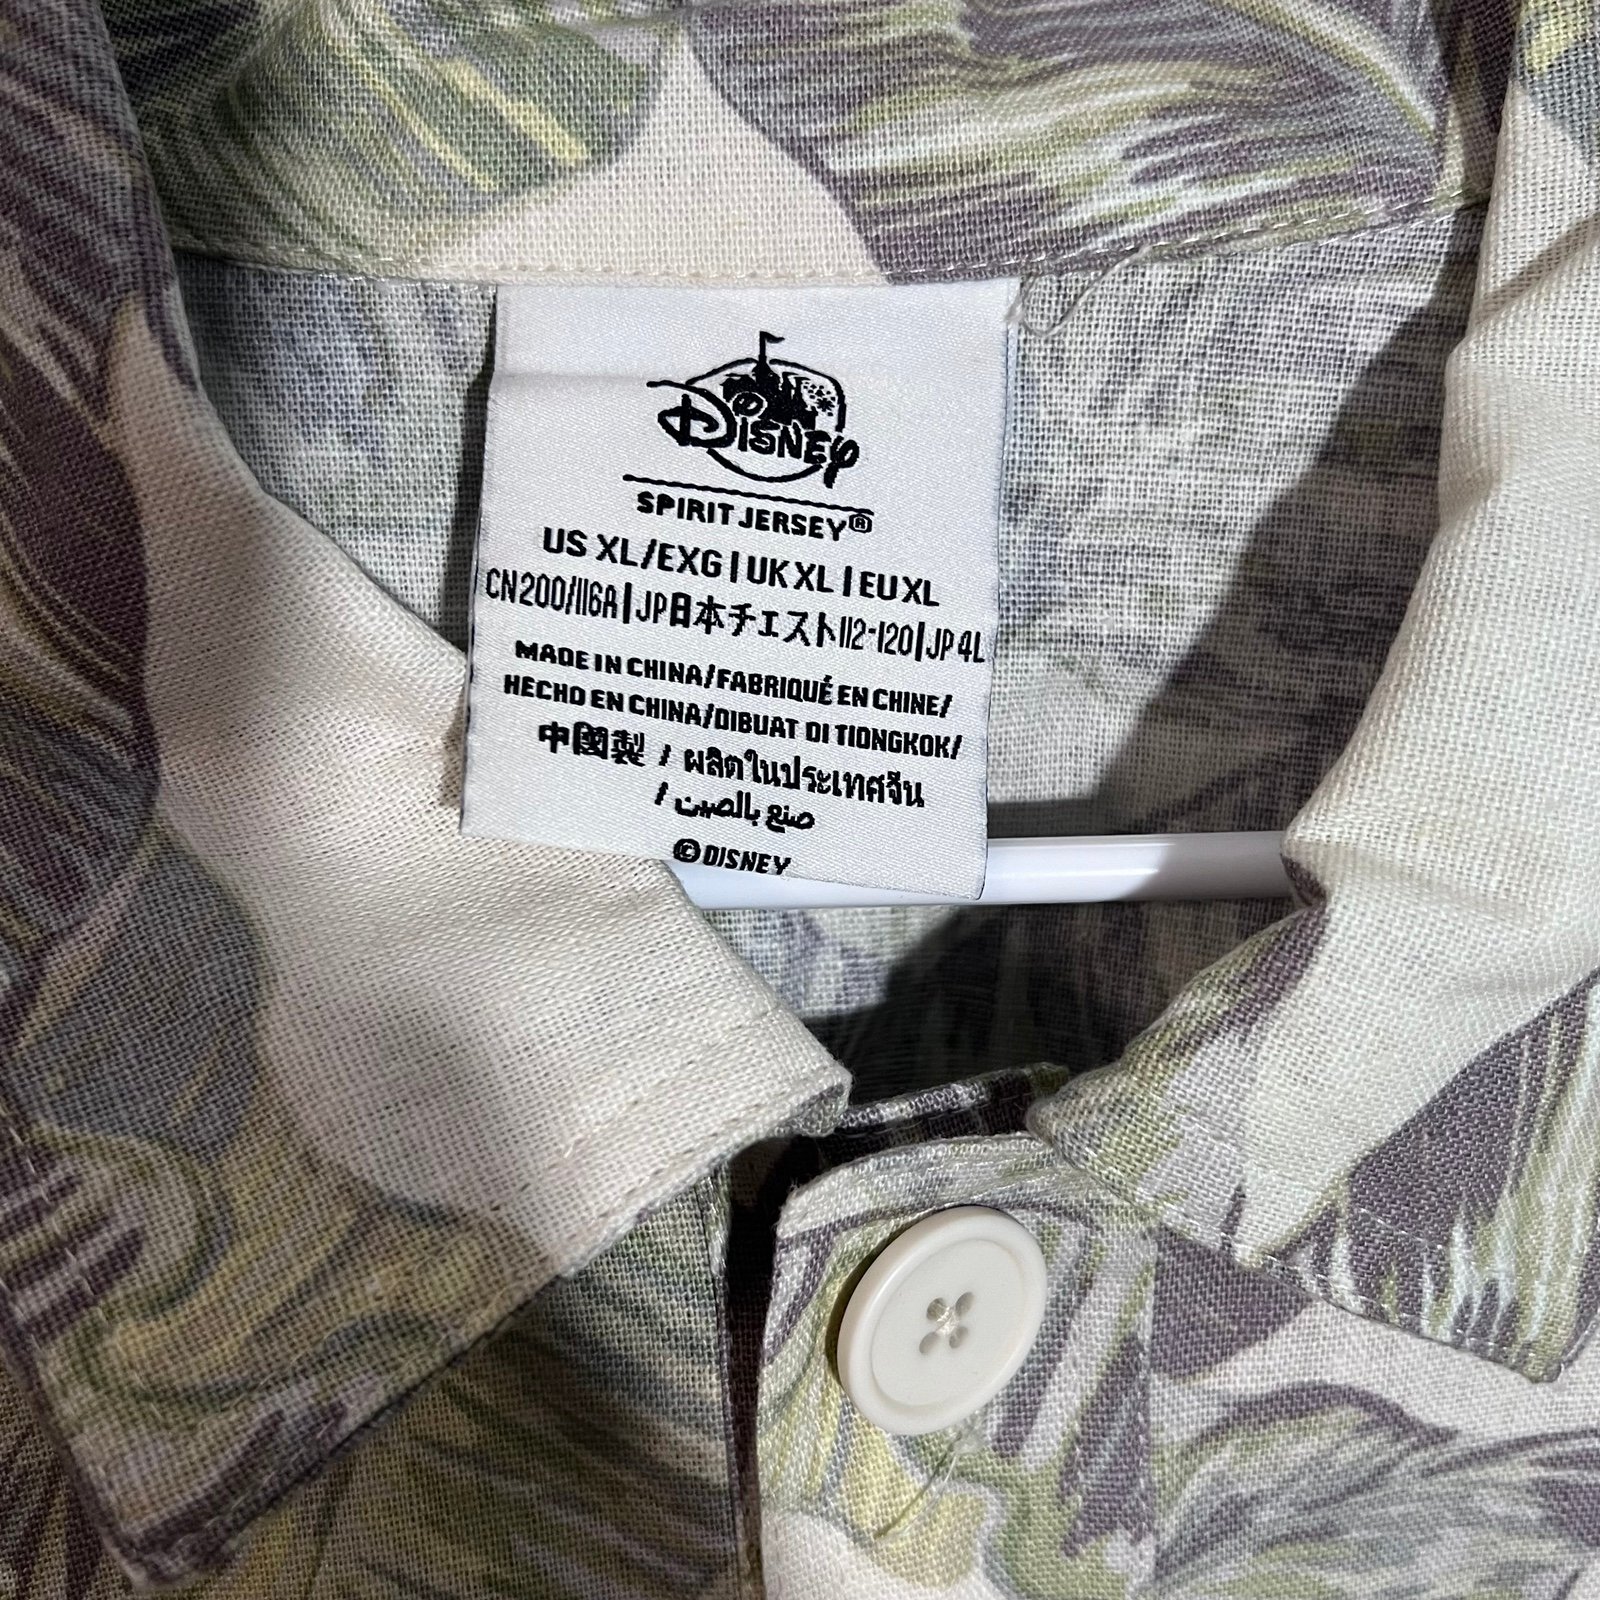 Disney
SPIRIT JERSEY®
US XL/EXG | UK XL | EU XL
CN 200/116A | JP日本チェスト112-120 | JP 4L
MADE IN CHINA/FABRIQUÉ EN CHINE/
HECHO EN CHINA/DIBUAT DI TIONGKOK/
中國製 / ผลิตในประเทศจีน
صنع بالصين /
©DISNEY